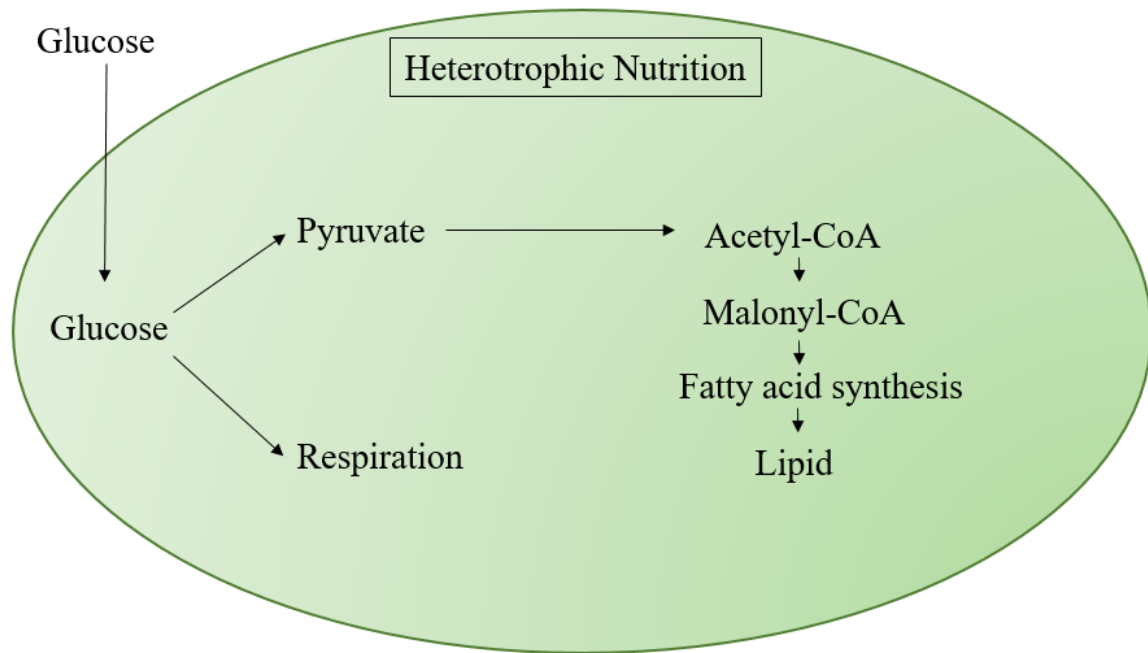 Glucose
Heterotrophic Nutrition
Pyruvate
Acetyl-CoA
Glucose
Malonyl-CoA
Fatty acid synthesis
Respiration
Lipid